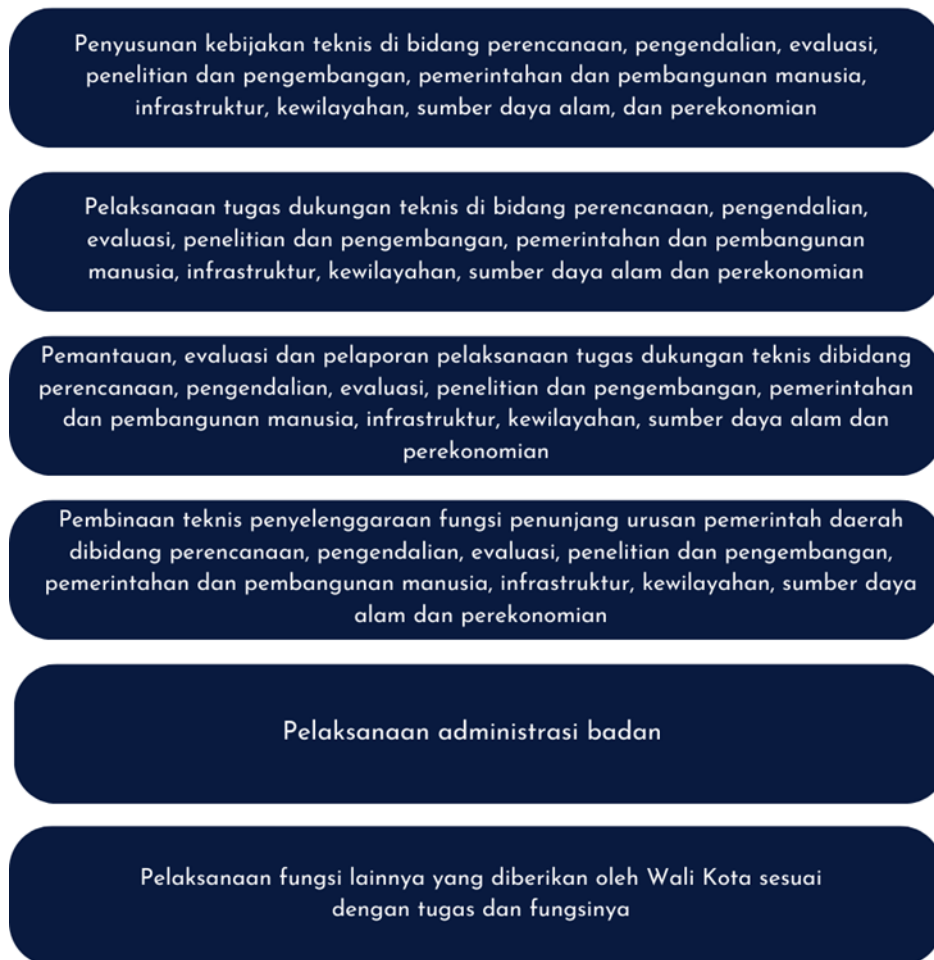 Penyusunan kebijakan teknis di bidang perencanaan, pengendalian, evaluasi,
penelitian dan pengembangan, pemerintahan dan pembangunan manusia,
infrastruktur, kewilayahan, sumber daya alam, dan perekonomian
Pelaksanaan tugas dukungan teknis di bidang perencanaan, pengendalian,
evaluasi, penelitian dan pengembangan, pemerintahan dan pembangunan
manusia, infrastruktur, kewilayahan, sumber daya alam dan perekonomian
Pemantauan, evaluasi dan pelaporan pelaksanaan tugas dukungan teknis dibidang
perencanaan, pengendalian, evaluasi, penelitian dan pengembangan, pemerintahan
dan pembangunan manusia, infrastruktur, kewilayahan, sumber daya alam dan
perekonomian
Pembinaan teknis penyelenggaraan fungsi penunjang urusan pemerintah daerah
dibidang perencanaan, pengendalian, evaluasi, penelitian dan pengembangan,
pemerintahan dan pembangunan manusia, infrastruktur, kewilayahan, sumber daya
alam dan perekonomian
Pelaksanaan administrasi badan
Pelaksanaan fungsi lainnya yang diberikan oleh Wali Kota sesuai
dengan tugas dan fungsinya